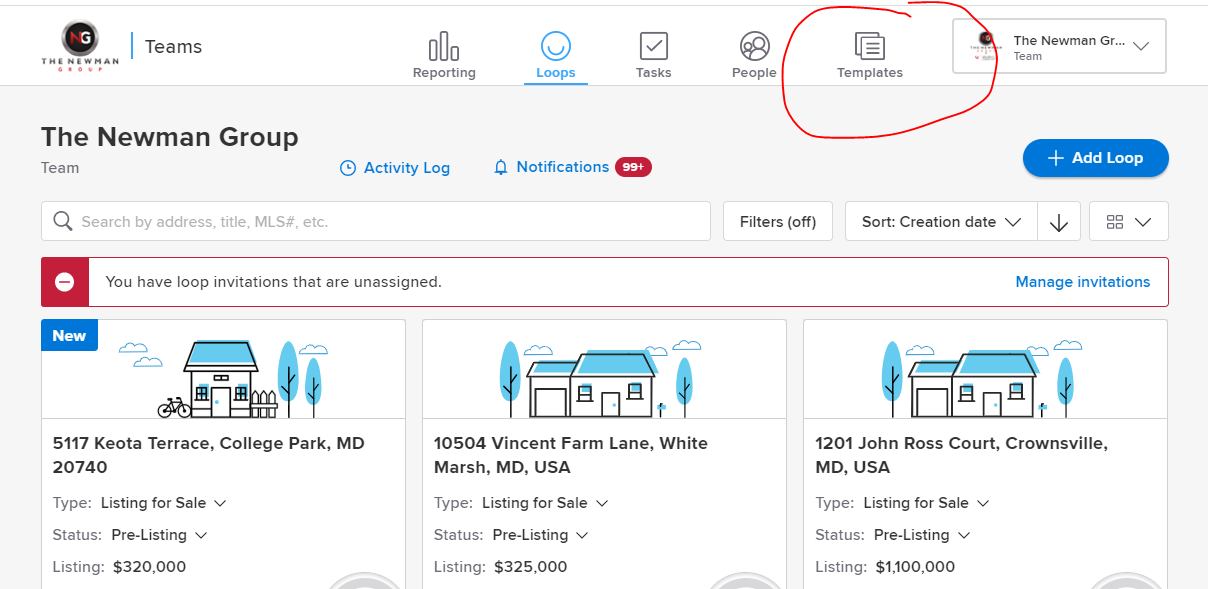 NG
THE NEWMAN
GROUP
Teams
Reporting
Loops
Tasks
People
Templates
The Newman Gr...
Team
The Newman Group
Team
Activity Log
Notifications 99+
+ Add Loop
Search by address, title, MLS#, etc.
Filters (off)
Sort: Creation date
You have loop invitations that are unassigned.
Manage invitations
New
5117 Keota Terrace, College Park, MD
20740
Type: Listing for Sale
Status: Pre-Listing
Listing: $320,000
10504 Vincent Farm Lane, White
Marsh, MD, USA
Type: Listing for Sale
Status: Pre-Listing
Listing: $325,000
1201 John Ross Court, Crownsville,
MD, USA
Type: Listing for Sale
Status: Pre-Listing
Listing: $1,100,000